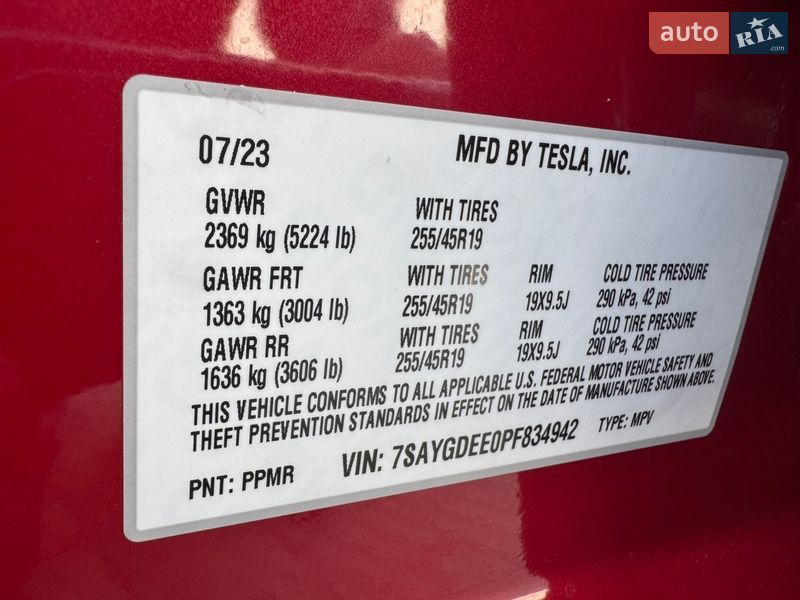 auto RIA .com
07/23 MFD BY TESLA, INC.
GVWR WITH TIRES
2369 kg (5224 lb) 255/45R19
GAWR FRT WITH TIRES RIM COLD TIRE PRESSURE
1363 kg (3004 lb) 255/45R19 19X9.5J 290 kPa, 42 psi
GAWR RR WITH TIRES RIM COLD TIRE PRESSURE
1636 kg (3606 lb) 255/45R19 19X9.5J 290 kPa, 42 psi
THIS VEHICLE CONFORMS TO ALL APPLICABLE U.S. FEDERAL MOTOR VEHICLE SAFETY AND
THEFT PREVENTION STANDARDS IN EFFECT ON THE DATE OF MANUFACTURE SHOWN ABOVE.
PNT: PPMR VIN: 7SAYGDEE0PF834942 TYPE: MPV